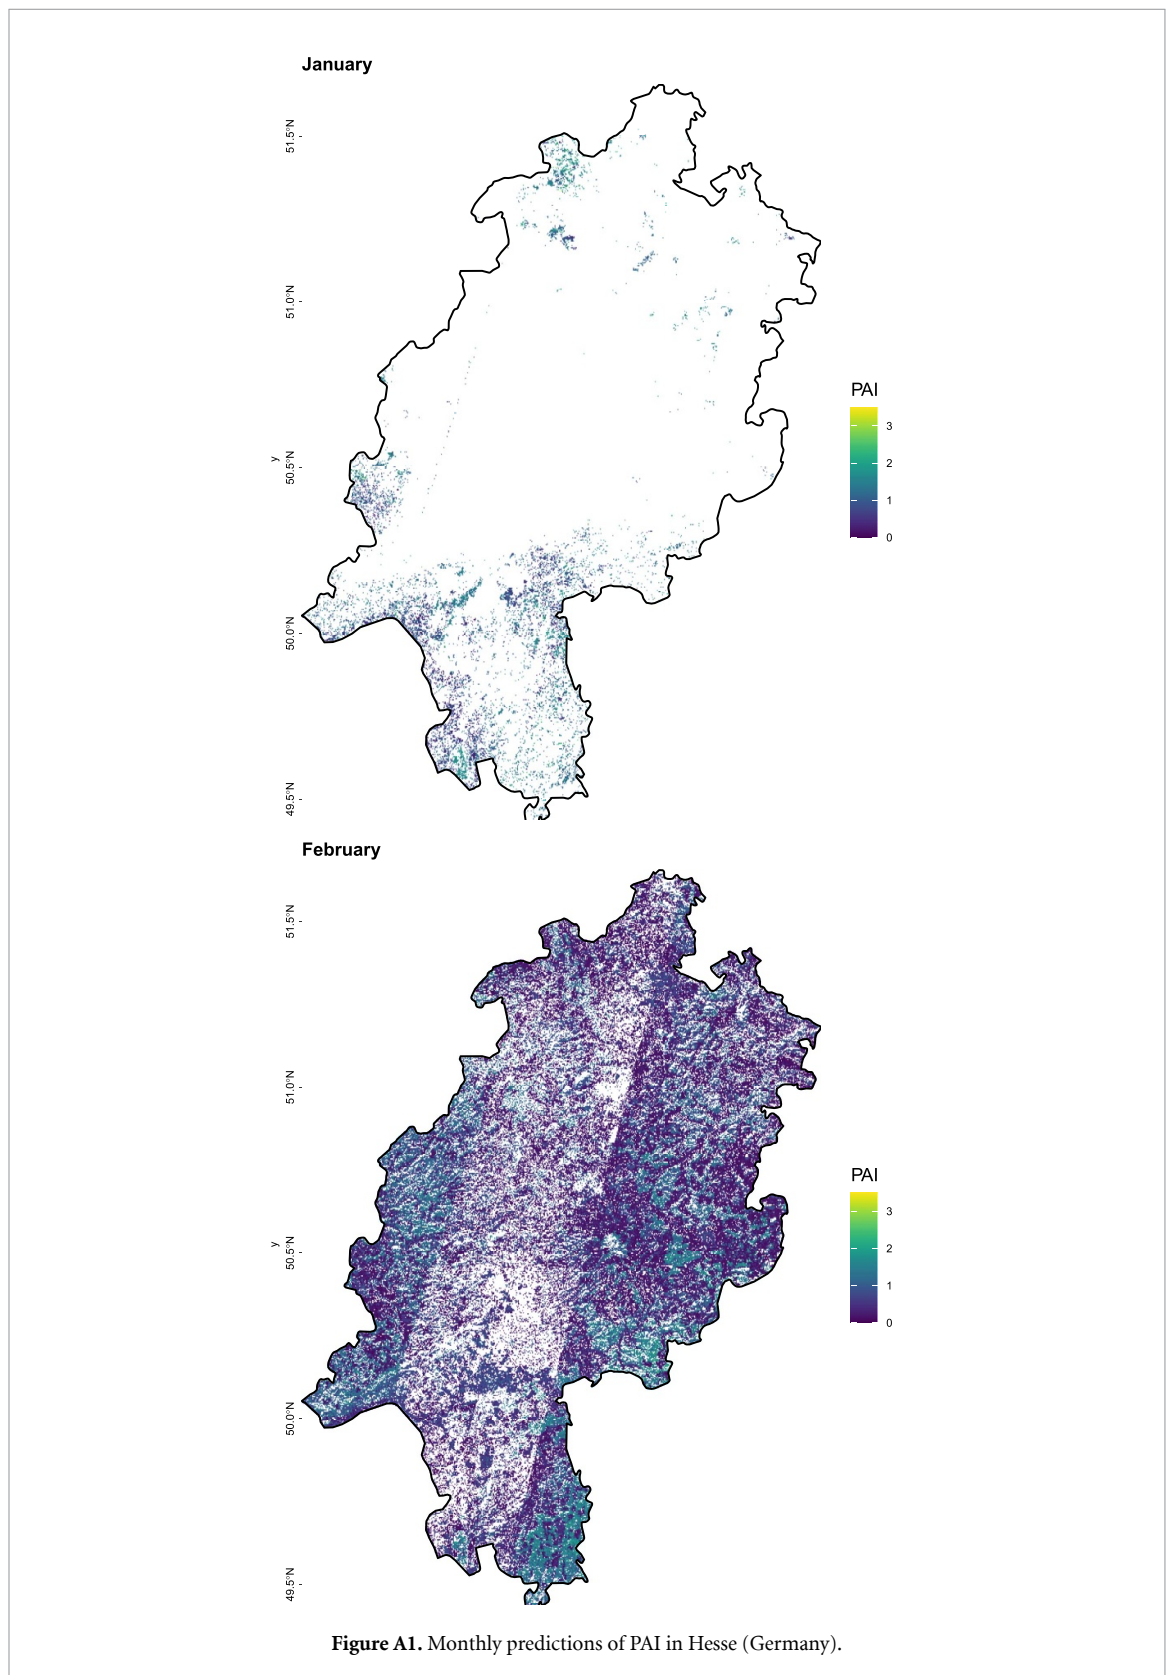 January
51.5°N
51.0°N
50.5°N
50.0°N
49.5°N
y
PAI
3
2
1
0
February
51.5°N
51.0°N
50.5°N
50.0°N
49.5°N
y
PAI
3
2
1
0
Figure A1. Monthly predictions of PAI in Hesse (Germany).